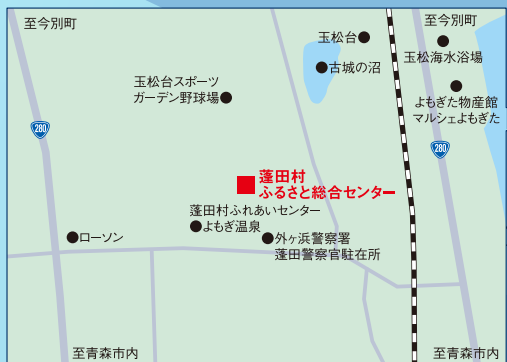 至今別町
至今別町
玉松台
玉松海水浴場
古城の沼
玉松台スポーツ
ガーデン野球場
よもぎた物産館
マルシェよもぎた
280
280
蓬田村
ふるさと総合センター
蓬田村ふれあいセンター
よもぎ温泉
ローソン
外ヶ浜警察署
蓬田警察官駐在所
至青森市内
至青森市内